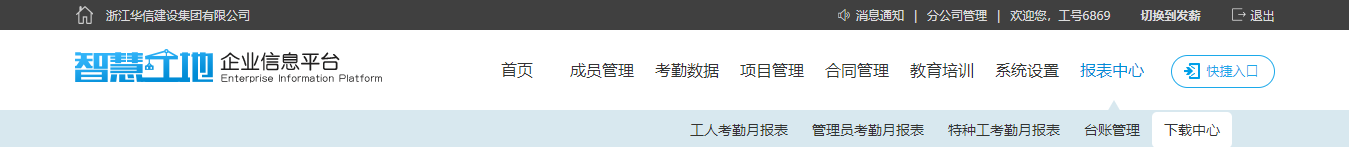 浙江华信建设集团有限公司 消息通知 | 分公司管理 | 欢迎您，工号6869 切换到发薪 退出
智慧工地 企业信息平台
Enterprise Information Platform
首页 成员管理 考勤数据 项目管理 合同管理 教育培训 系统设置 报表中心 快捷入口
工人考勤月报表 管理员考勤月报表 特种工考勤月报表 台账管理 下载中心